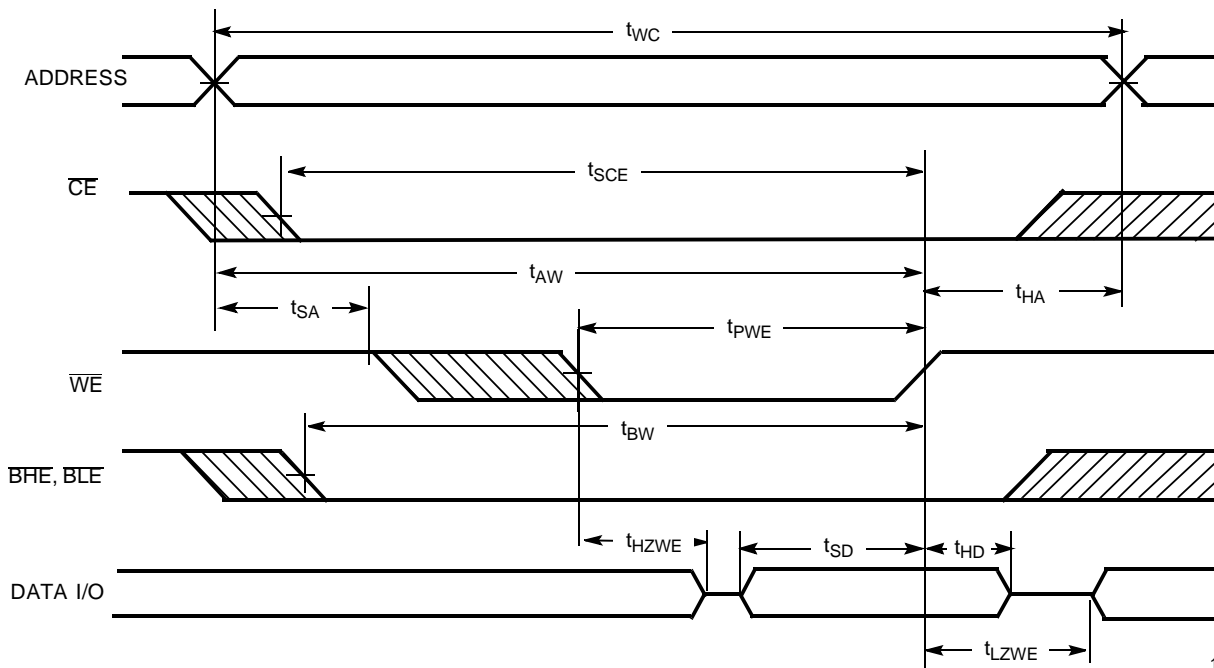 tWC
ADDRESS
tSCE
CE
tAW
tSA
tHA
tPWE
WE
tBW
BHE, BLE
tHZWE
tSD
tHD
DATA I/O
tLZWE